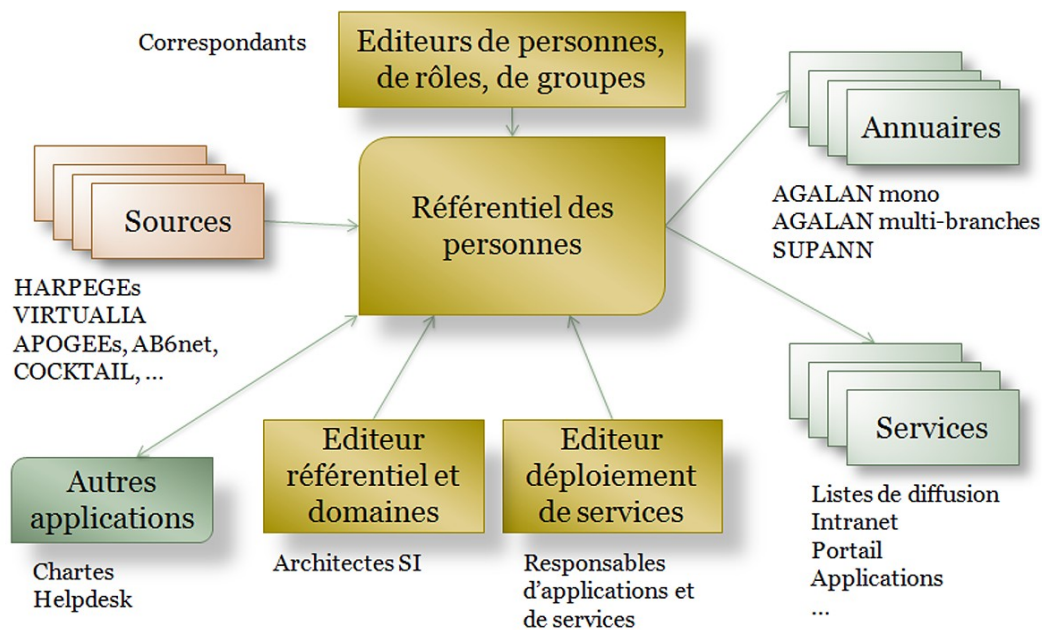 Correspondants
Editeurs de personnes,
de rôles, de groupes
Annuaires
AGALAN mono
AGALAN multi-branches
SUPANN
Sources
HARPEGEs
VIRTUALIA
APOGEEs, AB6net,
COCKTAIL, ...
Référentiel des
personnes
Services
Listes de diffusion
Intranet
Portail
Applications
...
Autres
applications
Chartes
Helpdesk
Editeur
référentiel et
domaines
Architectes SI
Editeur
déploiement
de services
Responsables
d’applications et
de services